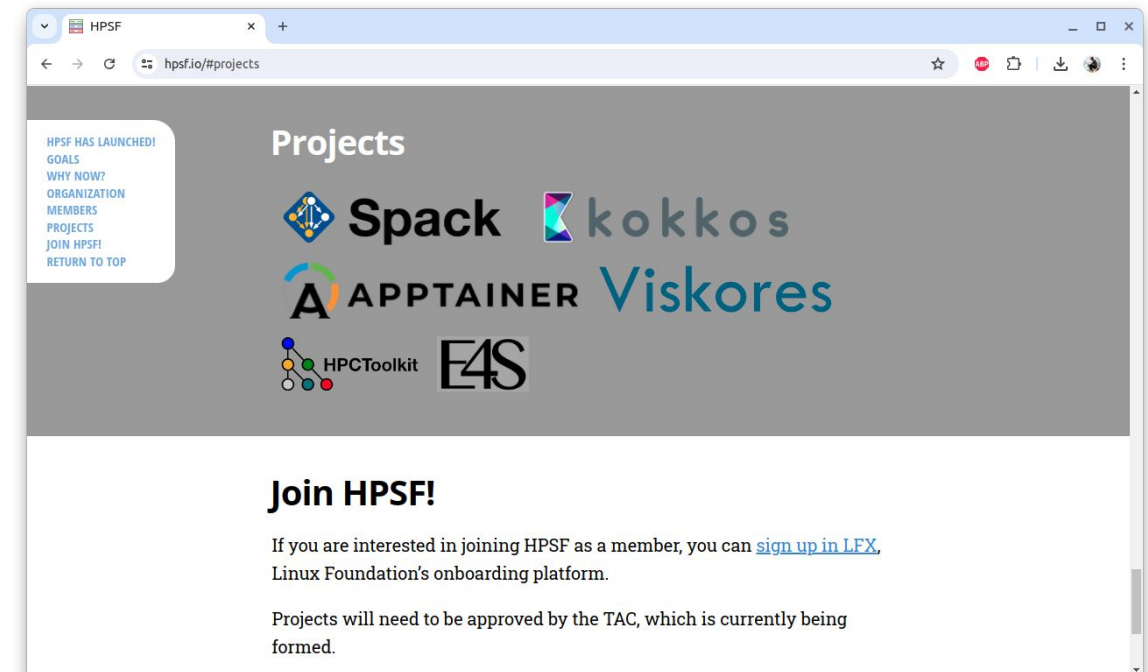 HPSF
hpsf.io/#projects
ABP
HPSF HAS LAUNCHED!
GOALS
WHY NOW?
ORGANIZATION
MEMBERS
PROJECTS
JOIN HPSF!
RETURN TO TOP
Projects
Spack kokkos
APPTAINER Viskores
HPCToolkit E4S
Join HPSF!
If you are interested in joining HPSF as a member, you can sign up in LFX,
Linux Foundation’s onboarding platform.
Projects will need to be approved by the TAC, which is currently being
formed.